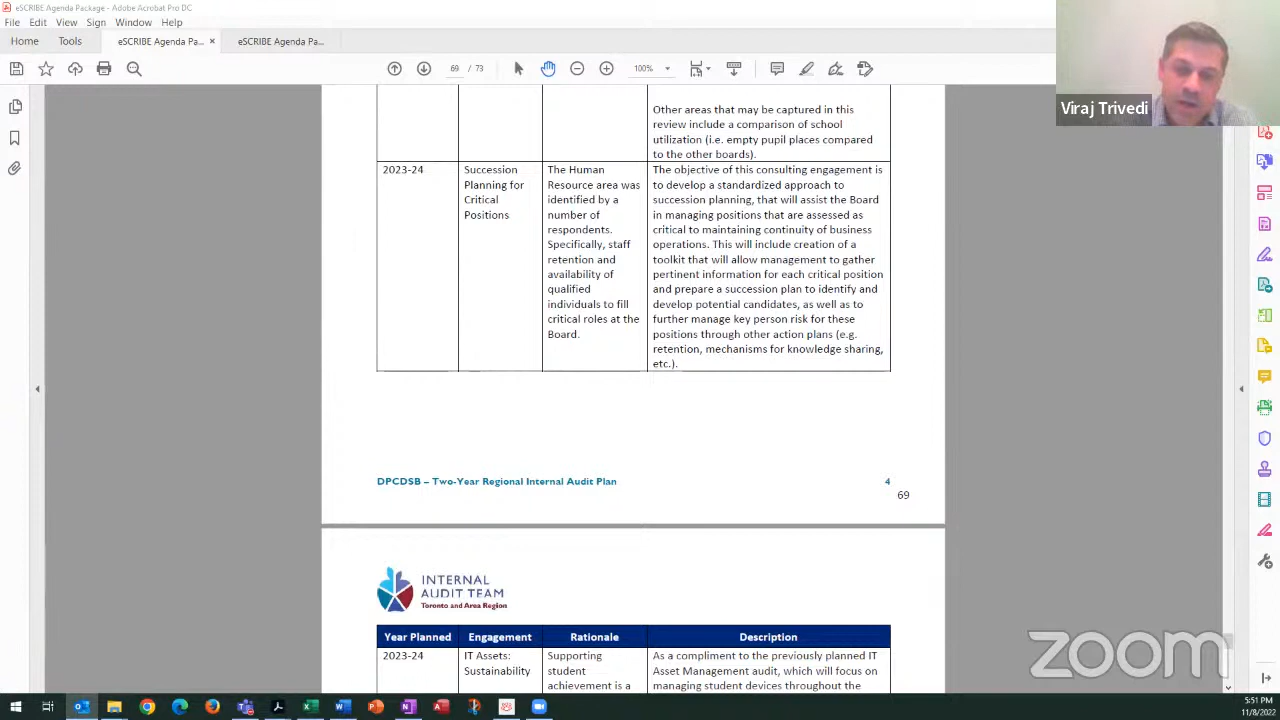 eSCRIBE Agenda Package - Adobe Acrobat Pro DC
File Edit View Sign Window Help
Home Tools eSCRIBE Agenda Pa... × eSCRIBE Agenda Pa...
69 / 73 100%
Viraj Trivedi
Other areas that may be captured in this
review include a comparison of school
utilization (i.e. empty pupil places compared
to the other boards).
2023-24
Succession
Planning for
Critical
Positions
The Human
Resource area was
identified by a
number of
respondents.
Specifically, staff
retention and
availability of
qualified
individuals to fill
critical roles at the
Board.
The objective of this consulting engagement is
to develop a standardized approach to
succession planning, that will assist the Board
in managing positions that are assessed as
critical to maintaining continuity of business
operations. This will include creation of a
toolkit that will allow management to gather
pertinent information for each critical position
and prepare a succession plan to identify and
develop potential candidates, as well as to
further manage key person risk for these
positions through other action plans (e.g.
retention, mechanisms for knowledge sharing,
etc.).
DPCDSB – Two-Year Regional Internal Audit Plan 4
69
INTERNAL
AUDIT TEAM
Toronto and Area Region
Year Planned Engagement Rationale Description
2023-24
IT Assets:
Sustainability
Supporting
student
achievement is a
As a compliment to the previously planned IT
Asset Management audit, which will focus on
managing student devices throughout the
zoom
5:51 PM
11/8/2022